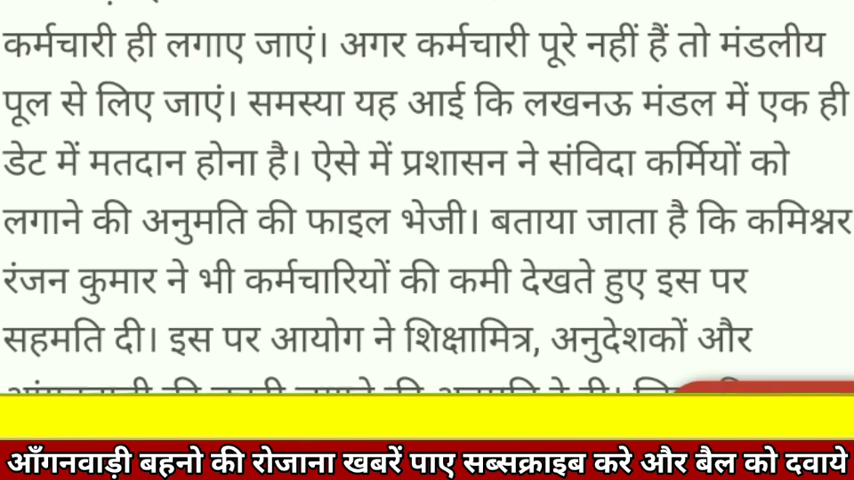 कर्मचारी ही लगाए जाएं। अगर कर्मचारी पूरे नहीं हैं तो मंडलीय
पूल से लिए जाएं। समस्या यह आई कि लखनऊ मंडल में एक ही
डेट में मतदान होना है। ऐसे में प्रशासन ने संविदा कर्मियों को
लगाने की अनुमति की फाइल भेजी। बताया जाता है कि कमिश्नर
रंजन कुमार ने भी कर्मचारियों की कमी देखते हुए इस पर
सहमति दी। इस पर आयोग ने शिक्षामित्र, अनुदेशकों और
आँगनवाड़ी बहनो की रोजाना खबरें पाए सब्सक्राइब करे और बैल को दवाये